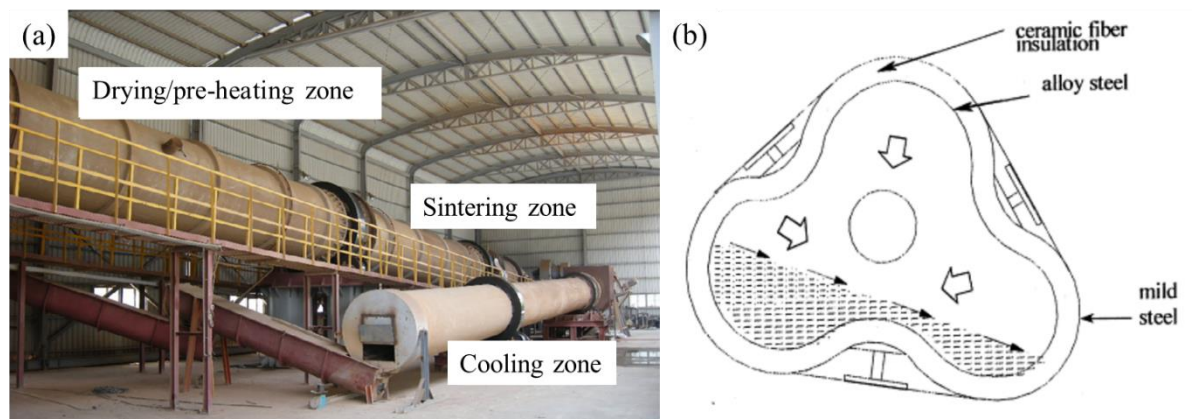 (a)
Drying/pre-heating zone
Sintering zone
Cooling zone
(b)
ceramic fiber
insulation
alloy steel
mild
steel